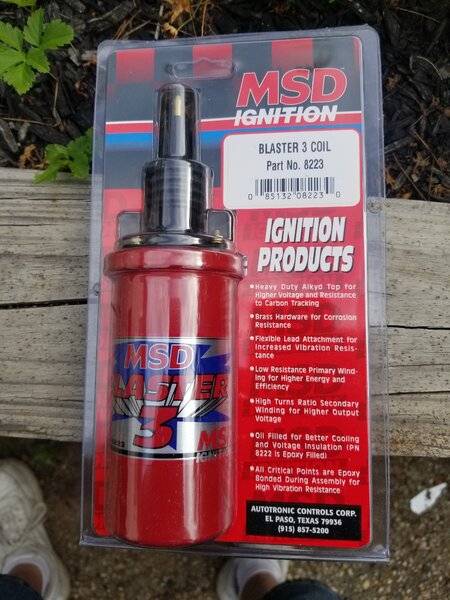 MSD
IGNITION
BLASTER 3 COIL
Part No. 8223
0 85132 08223 0
IGNITION
PRODUCTS
• Heavy Duty Alkyd Top for
Higher Voltage and Resistance
to Carbon Tracking
• Brass Hardware for Corrosion
Resistance
• Flexible Lead Attachment for
Increased Vibration Resis-
tance
• Low Resistance Primary Wind-
ing for Higher Energy and
Efficiency
• High Turns Ratio Secondary
Winding for Higher Output
Voltage
• Oil Filled for Better Cooling
and Voltage Insulation (PN
8222 is Epoxy Filled)
• All Critical Points are Epoxy
Bonded During Assembly for
High Vibration Resistance
AUTOTRONIC CONTROLS CORP.
EL PASO, TEXAS 79936
(915) 857-5200
MSD
BLASTER
3